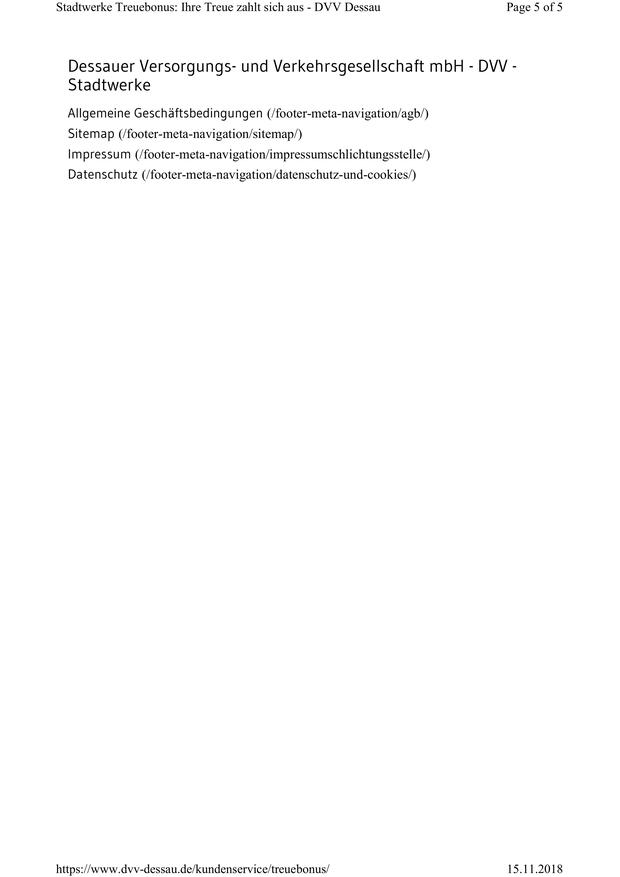 Stadtwerke Treuebonus: Ihre Treue zahlt sich aus - DVV Dessau Page 5 of 5
Dessauer Versorgungs- und Verkehrsgesellschaft mbH - DVV -
Stadtwerke
Allgemeine Geschäftsbedingungen (/footer-meta-navigation/agb/)
Sitemap (/footer-meta-navigation/sitemap/)
Impressum (/footer-meta-navigation/impressumschlichtungsstelle/)
Datenschutz (/footer-meta-navigation/datenschutz-und-cookies/)
https://www.dvv-dessau.de/kundenservice/treuebonus/ 15.11.2018